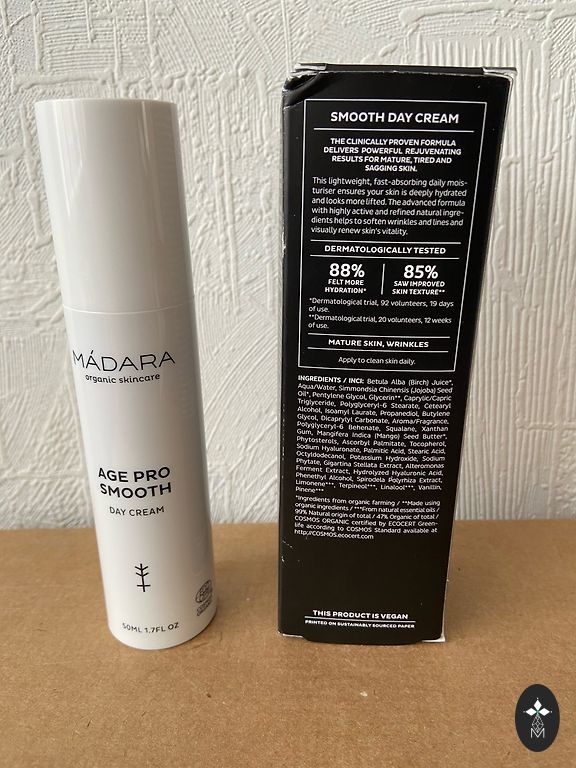 MÁDARA
organic skincare
AGE PRO
SMOOTH
DAY CREAM
50ML 1.7FL OZ
SMOOTH DAY CREAM
THE CLINICALLY PROVEN FORMULA
DELIVERS POWERFUL REJUVENATING
RESULTS FOR MATURE, TIRED AND
SAGGING SKIN.
This lightweight, fast-absorbing daily mois-
turiser ensures your skin is deeply hydrated
and looks more lifted. The advanced formula
with highly active and refined natural ingre-
dients helps to soften wrinkles and lines and
visually renew skin's vitality.
DERMATOLOGICALLY TESTED
88%
FELT MORE
HYDRATION*
85%
SAW IMPROVED
SKIN TEXTURE**
*Dermatological trial, 92 volunteers, 19 days
of use.
**Dermatological trial, 20 volunteers, 12 weeks
of use.
MATURE SKIN, WRINKLES
Apply to clean skin daily.
INGREDIENTS / INCI: Betula Alba (Birch) Juice*,
Aqua/Water, Simmondsia Chinensis (Jojoba) Seed
Oil*, Pentylene Glycol, Glycerin**, Caprylic/Capric
Triglyceride, Polyglyceryl-6 Stearate, Cetearyl
Alcohol, Isoamyl Laurate, Propanediol, Butylene
Glycol, Dicaprylyl Carbonate, Aroma/Fragrance,
Polyglyceryl-6 Behenate, Squalane, Xanthan
Gum, Mangifera Indica (Mango) Seed Butter*,
Phytosterols, Ascorbyl Palmitate, Tocopherol,
Sodium Hyaluronate, Palmitic Acid, Stearic Acid,
Octyldodecanol, Potassium Hydroxide, Sodium
Phytate, Gigartina Stellata Extract, Alteromonas
Ferment Extract, Hydrolyzed Hyaluronic Acid,
Phenethyl Alcohol, Spirodela Polyrhiza Extract,
Limonene***, Terpineol***, Linalool***, Vanillin,
Pinene***
*Ingredients from organic farming / **Made using
organic ingredients / ***From natural essential oils /
99% Natural origin of total / 47% Organic of total /
COSMOS ORGANIC certified by ECOCERT Green-
life according to COSMOS Standard available at
http://COSMOS.ecocert.com
THIS PRODUCT IS VEGAN
PRINTED ON SUSTAINABLY SOURCED PAPER
M